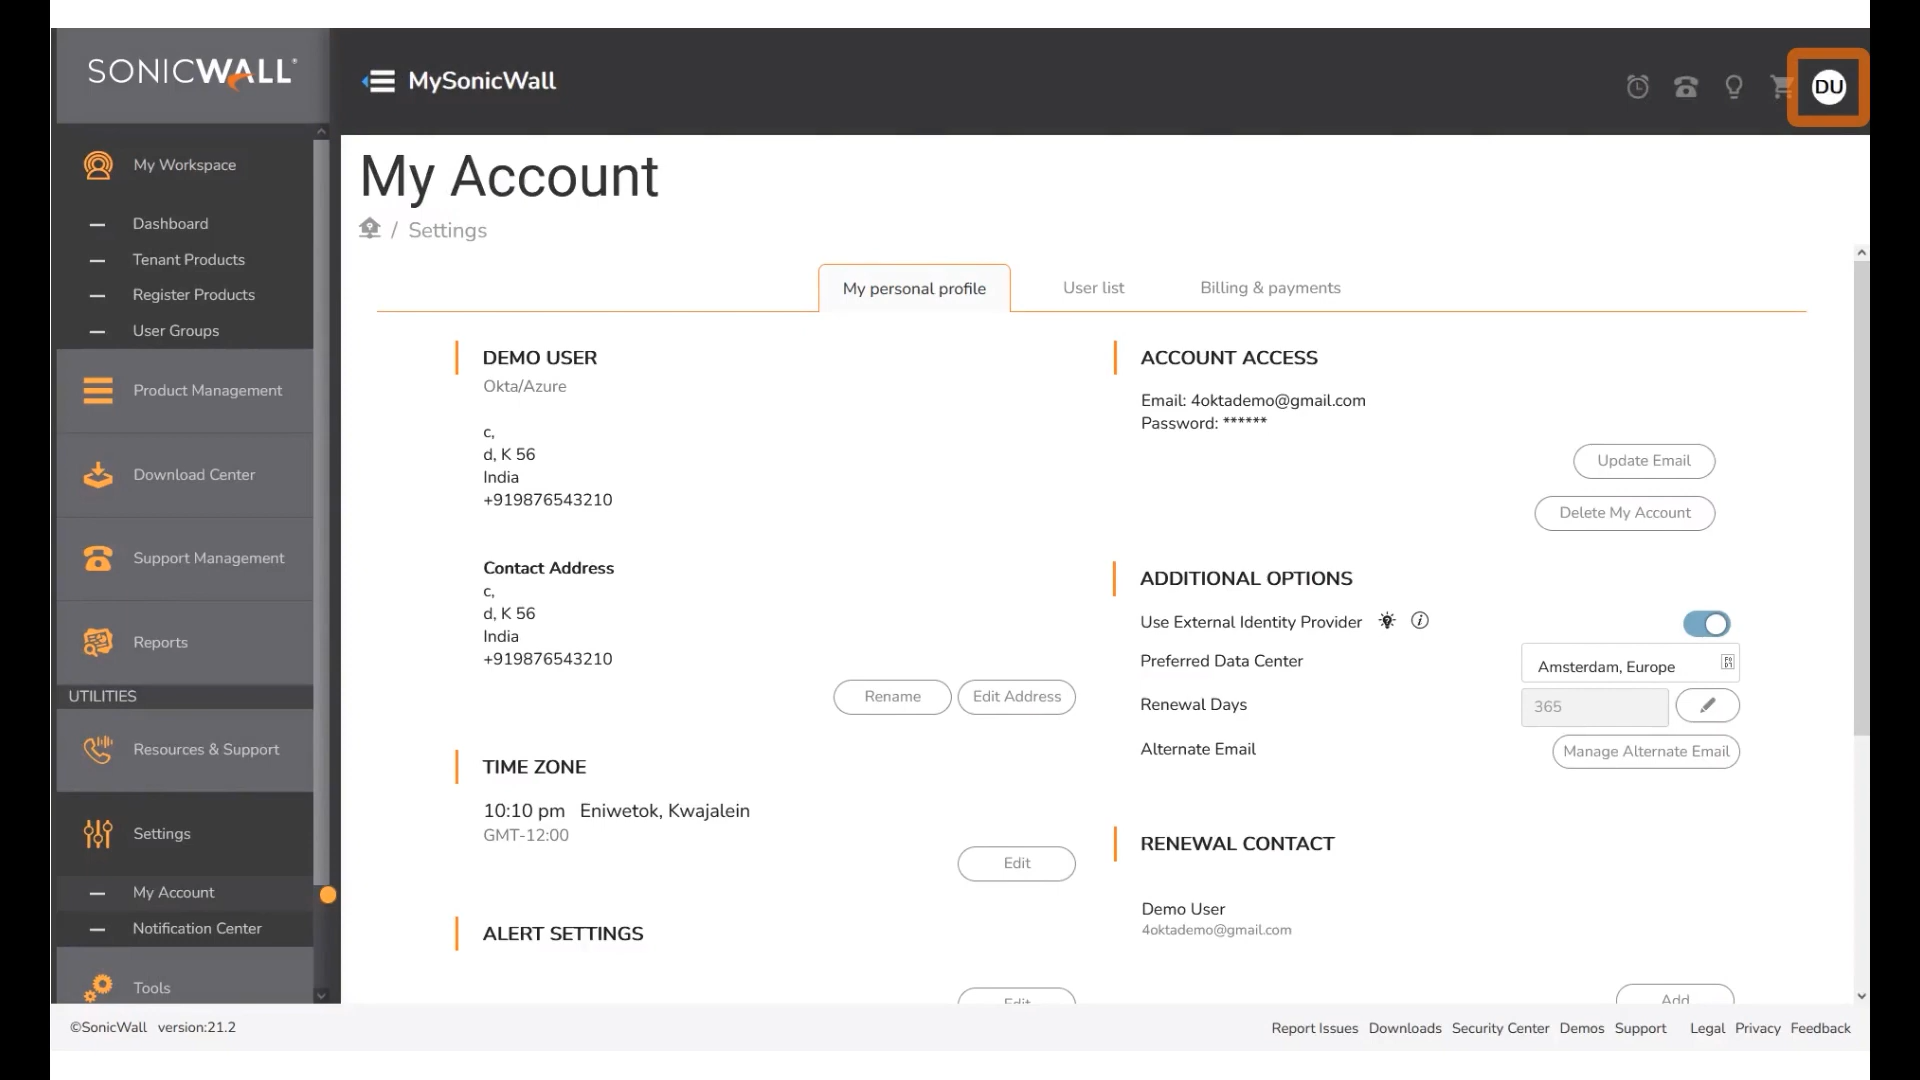 SONICWALL
MySonicWall
DU
My Workspace
Dashboard
Tenant Products
Register Products
User Groups
Product Management
Download Center
Support Management
Reports
UTILITIES
Resources & Support
Settings
My Account
Notification Center
Tools
My Account
/ Settings
My personal profile
User list
Billing & payments
DEMO USER
Okta/Azure
c,
d, K 56
India
+919876543210
Contact Address
c,
d, K 56
India
+919876543210
Rename
Edit Address
TIME ZONE
10:10 pm Eniwetok, Kwajalein
GMT-12:00
Edit
ALERT SETTINGS
Edit
ACCOUNT ACCESS
Email: 4oktademo@gmail.com
Password: ******
Update Email
Delete My Account
ADDITIONAL OPTIONS
Use External Identity Provider
Preferred Data Center
Amsterdam, Europe
Renewal Days
365
Alternate Email
Manage Alternate Email
RENEWAL CONTACT
Demo User
4oktademo@gmail.com
Add
©SonicWall version:21.2
Report Issues Downloads Security Center Demos Support Legal Privacy Feedback